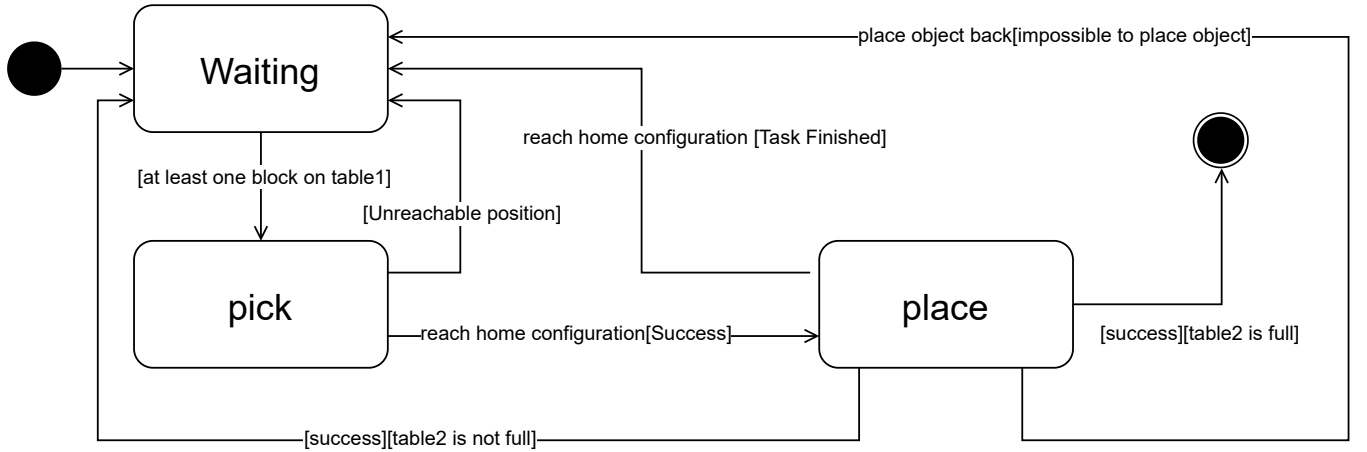 place object back[impossible to place object]
Waiting
reach home configuration [Task Finished]
[at least one block on table1]
[Unreachable position]
pick
place
reach home configuration[Success]
[success][table2 is full]
[success][table2 is not full]